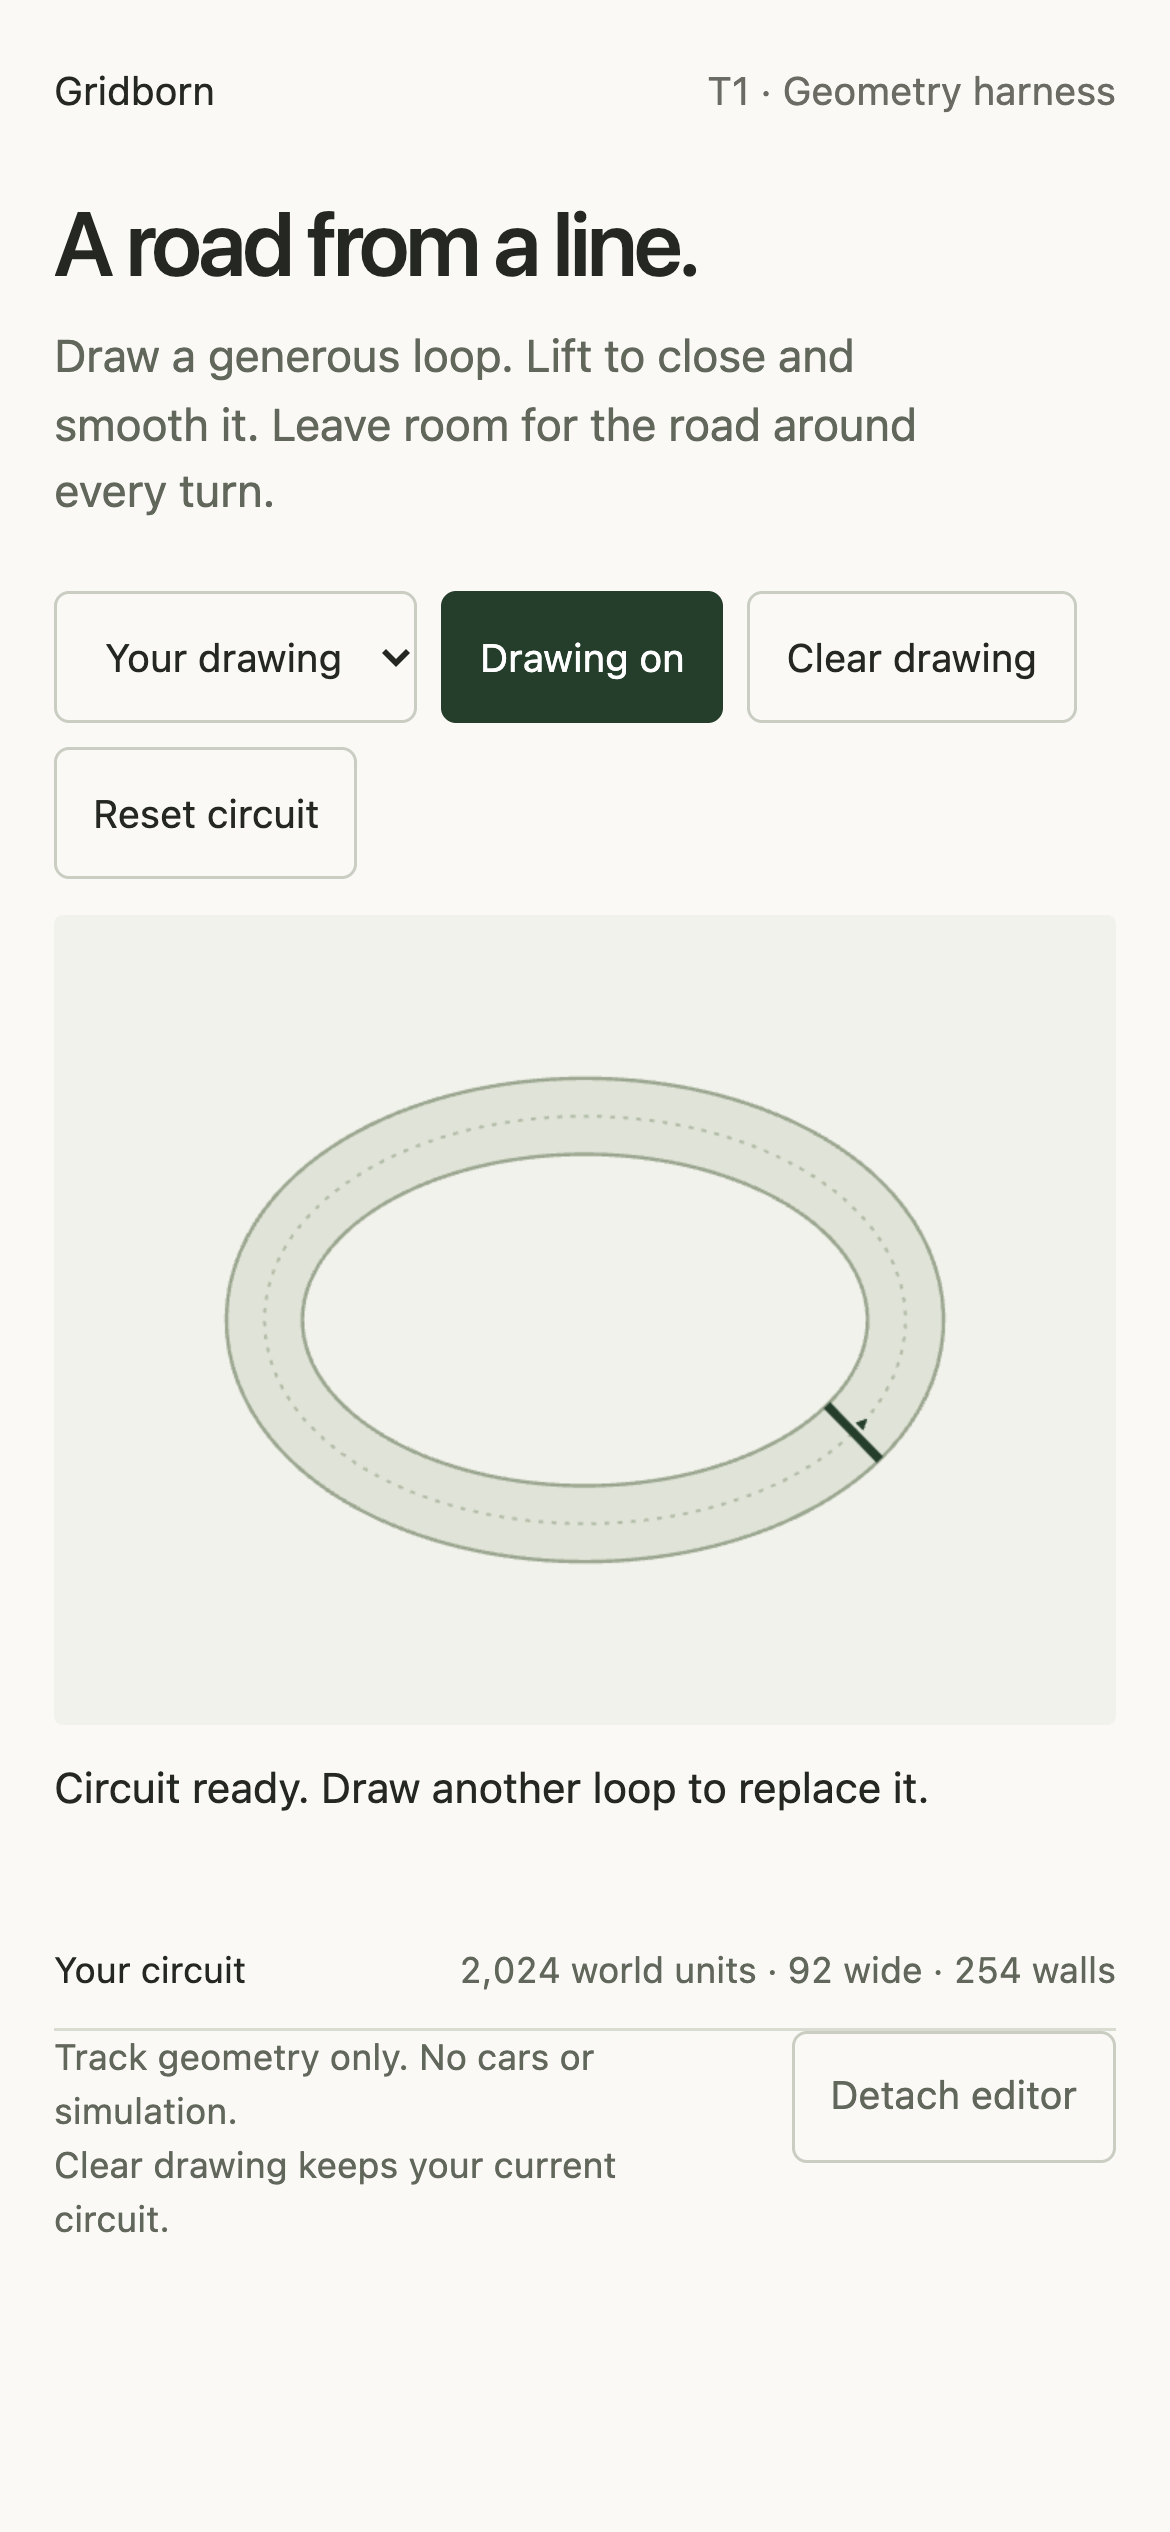 Gridborn
T1 · Geometry harness
A road from a line.
Draw a generous loop. Lift to close and
smooth it. Leave room for the road around
every turn.
Your drawing
Drawing on
Clear drawing
Reset circuit
Circuit ready. Draw another loop to replace it.
Your circuit
2,024 world units · 92 wide · 254 walls
Track geometry only. No cars or
simulation.
Clear drawing keeps your current
circuit.
Detach editor